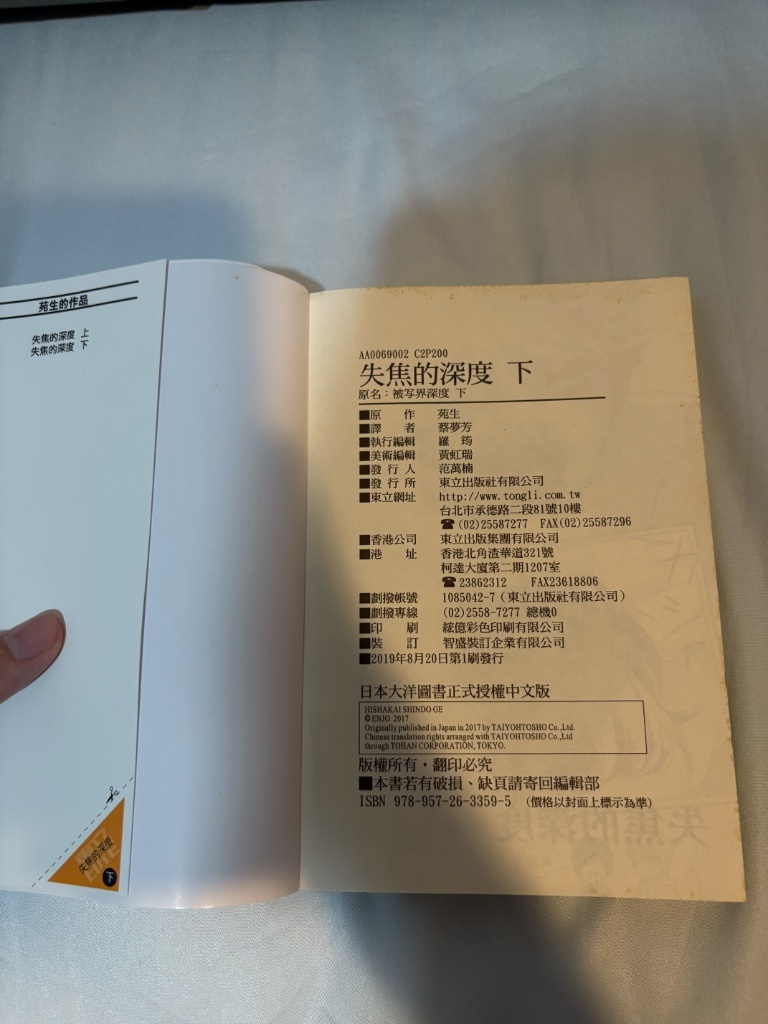 苑生的作品
失焦的深度 上
失焦的深度 下
失焦的深度
下
AA0069002 C2P200
失焦的深度 下
原名：被写界深度 下
■原 作 苑生
■譯 者 蔡夢芳
■執行編輯 羅 筠
■美術編輯 黃虹瑞
■發 行 人 范萬楠
■發 行 所 東立出版社有限公司
■東立網址 http://www.tongli.com.tw
台北市承德路二段81號10樓
☎(02)25587277 FAX(02)25587296
■香港公司 東立出版集團有限公司
■港 址 香港北角渣華道321號
柯達大廈第二期1207室
☎23862312 FAX23618806
■劃撥帳號 1085042-7（東立出版社有限公司）
■劃撥專線 (02)2558-7277 總機0
■印 刷 紘億彩色印刷有限公司
■裝 訂 智盛裝訂企業有限公司
■2019年8月20日第1刷發行
日本大洋圖書正式授權中文版
HISHAKAI SHINDO GE
©ENJO 2017
Originally published in Japan in 2017 by TAIYOHTOSHO Co.,Ltd.
Chinese translation rights arranged with TAIYOHTOSHO Co.,Ltd
through TOHAN CORPORATION, TOKYO.
版權所有・翻印必究
■本書若有破損、缺頁請寄回編輯部
ISBN 978-957-26-3359-5 （價格以封面上標示為準）
失焦的深度